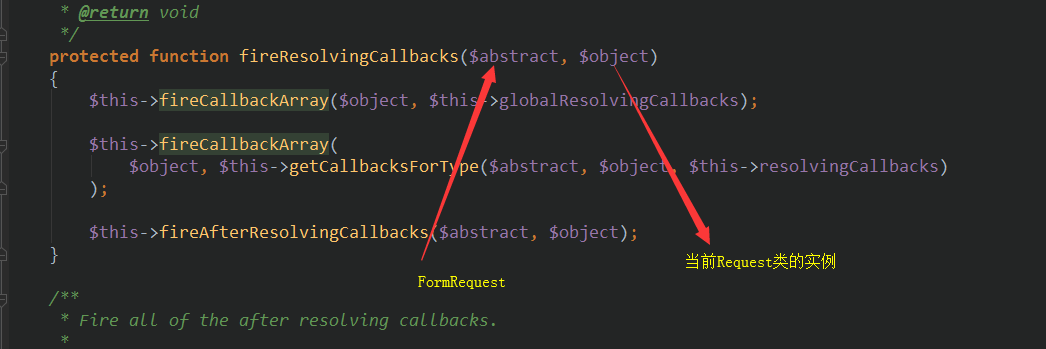 * @return void
*/
protected function fireResolvingCallbacks($abstract, $object)
{
$this->fireCallbackArray($object, $this->globalResolvingCallbacks);
$this->fireCallbackArray(
$object, $this->getCallbacksForType($abstract, $object, $this->resolvingCallbacks)
);
$this->fireAfterResolvingCallbacks($abstract, $object);
}
当前Request类的实例
FormRequest
/**
* Fire all of the after resolving callbacks.
*